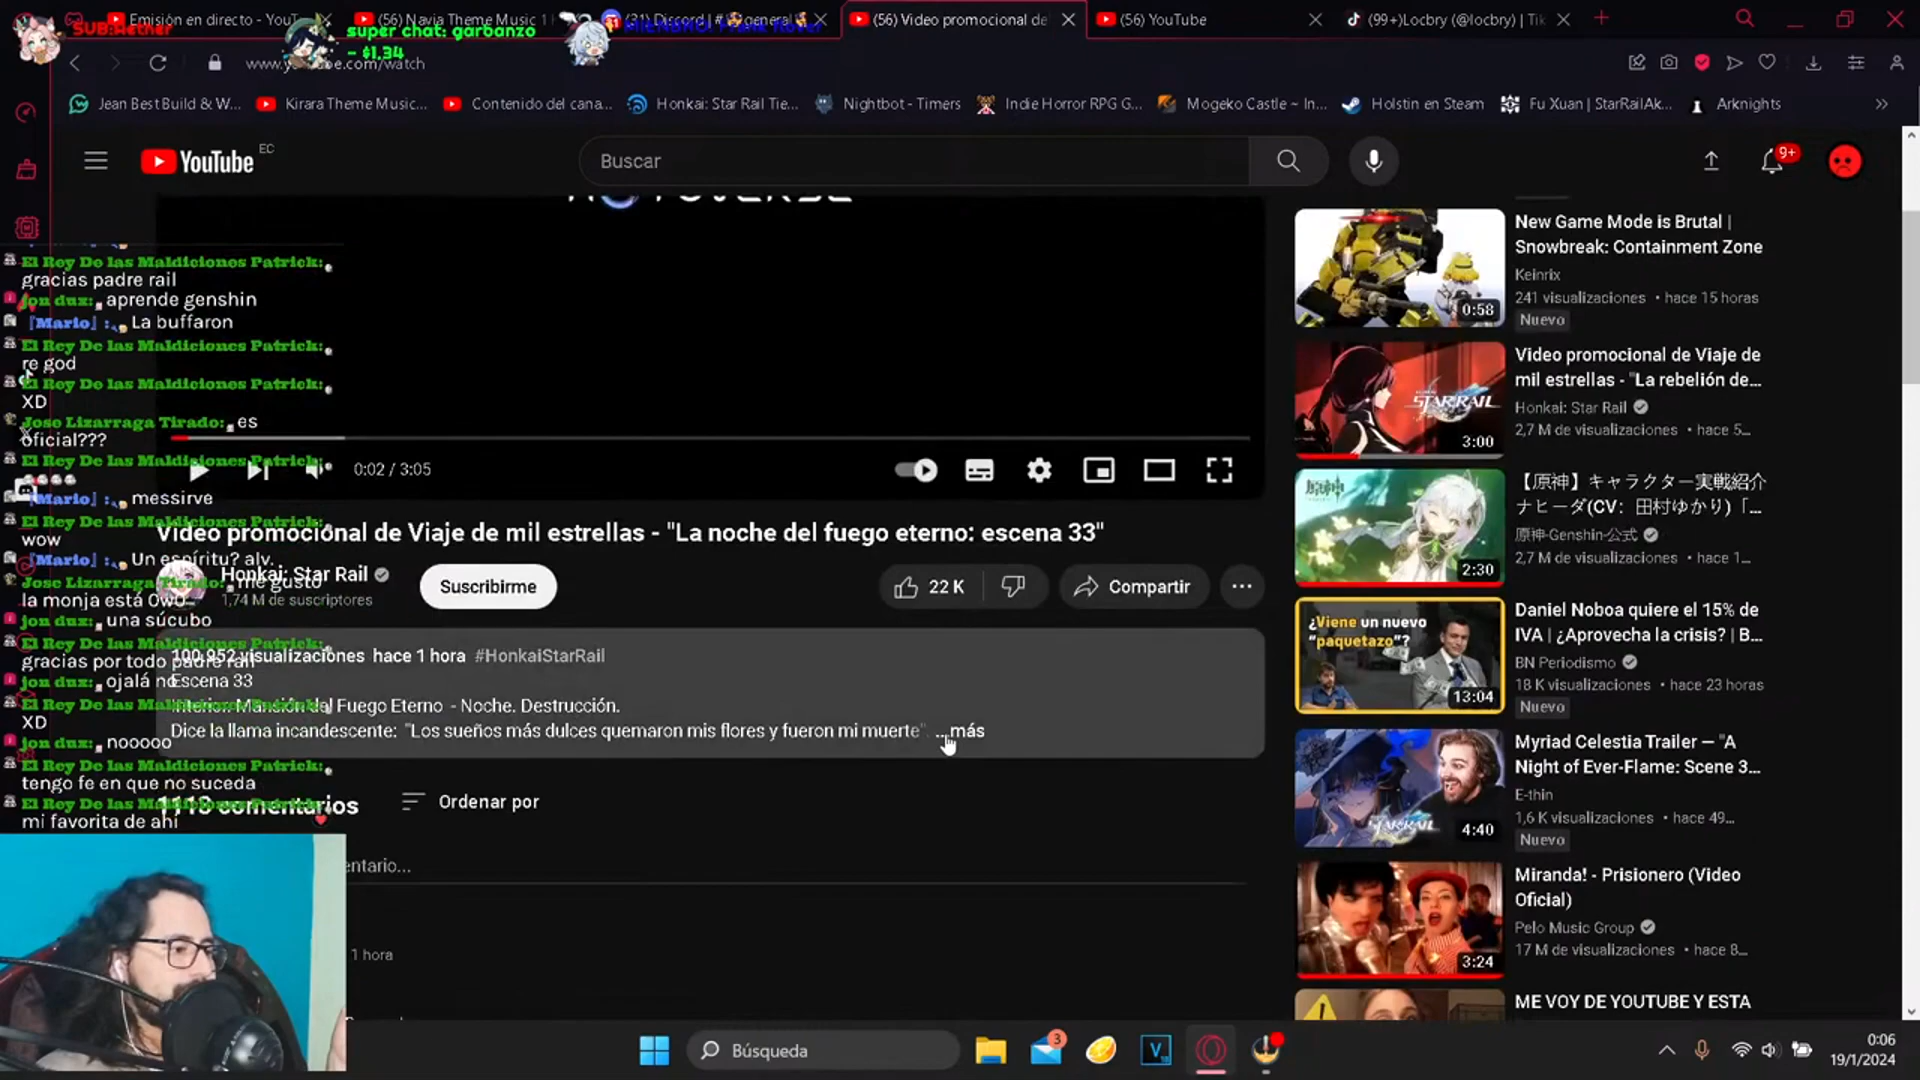 Emisión en directo - YouT
(56) Navia Theme Music 1
(31) Discord | #
general
(56) Video promocional de
(56) YouTube
(99+)Locbry (@locbry) | Tik
SUB:Aether
super chat: garbanzo
- $1.34
www.youtube.com/watch
Jean Best Build & W...
Kirara Theme Music...
Contenido del cana...
Honkai: Star Rail Tie...
Nightbot - Timers
Indie Horror RPG G...
Mogeko Castle ~ In...
Holstin en Steam
Fu Xuan | StarRailAk...
Arknights
YouTube
EC
Buscar
9+
El Rey De las Maldiciones Patrick:
gracias padre rail
jon dux: aprende genshin
『Mario』: La buffaron
El Rey De las Maldiciones Patrick:
re god
El Rey De las Maldiciones Patrick:
XD
Jose Lizarraga Tirado: es
oficial???
El Rey De las Maldiciones Patrick:
『Mario』: messirve
El Rey De las Maldiciones Patrick:
wow
『Mario』: Un espíritu? alv.
Jose Lizarraga Tirado: me gusto
la monja está OwO
jon dux: una súcubo
El Rey De las Maldiciones Patrick:
gracias por todo padre rail
jon dux: ojalá no
El Rey De las Maldiciones Patrick:
XD
jon dux: nooooo
El Rey De las Maldiciones Patrick:
tengo fe en que no suceda
El Rey De las Maldiciones Patrick:
mi favorita de ahi
0:02 / 3:05
Video promocional de Viaje de mil estrellas - "La noche del fuego eterno: escena 33"
Honkai: Star Rail
1,74 M de suscriptores
Suscribirme
22 K
Compartir
100.952 visualizaciones hace 1 hora #HonkaiStarRail
Escena 33
Interior. Mansión del Fuego Eterno - Noche. Destrucción.
Dice la llama incandescente: "Los sueños más dulces quemaron mis flores y fueron mi muerte". ...más
comentarios
Ordenar por
entario...
1 hora
New Game Mode is Brutal |
Snowbreak: Containment Zone
Keinrix
241 visualizaciones • hace 15 horas
Nuevo
0:58
Video promocional de Viaje de
mil estrellas - "La rebelión de...
Honkai: Star Rail
2,7 M de visualizaciones • hace 5...
STAR RAIL
3:00
【原神】キャラクター実戦紹介
ナヒーダ(CV：田村ゆかり)「...
原神-Genshin-公式
2,7 M de visualizaciones • hace 1...
原神
2:30
Daniel Noboa quiere el 15% de
IVA | ¿Aprovecha la crisis? | B...
BN Periodismo
18 K visualizaciones • hace 23 horas
Nuevo
¿Viene un nuevo
"paquetazo"?
13:04
Myriad Celestia Trailer — "A
Night of Ever-Flame: Scene 3...
E-thin
1,6 K visualizaciones • hace 49...
Nuevo
STAR RAIL
4:40
Miranda! - Prisionero (Video
Oficial)
Pelo Music Group
17 M de visualizaciones • hace 8...
3:24
ME VOY DE YOUTUBE Y ESTA
Búsqueda
3
V
0:06
19/1/2024